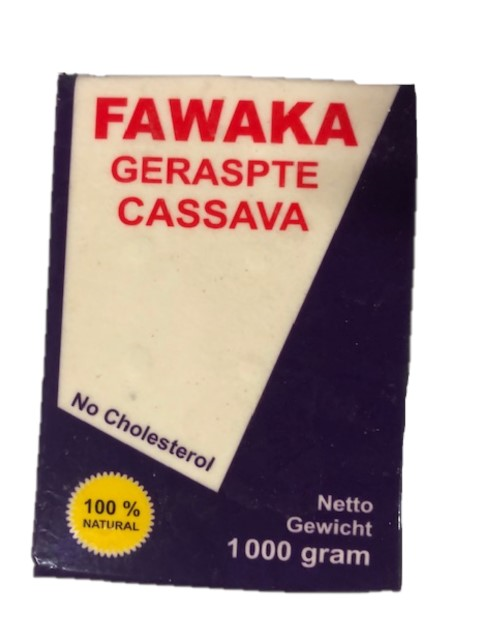 FAWAKA
GERASPTE
CASSAVA
No Cholesterol
100 %
NATURAL
Netto
Gewicht
1000 gram